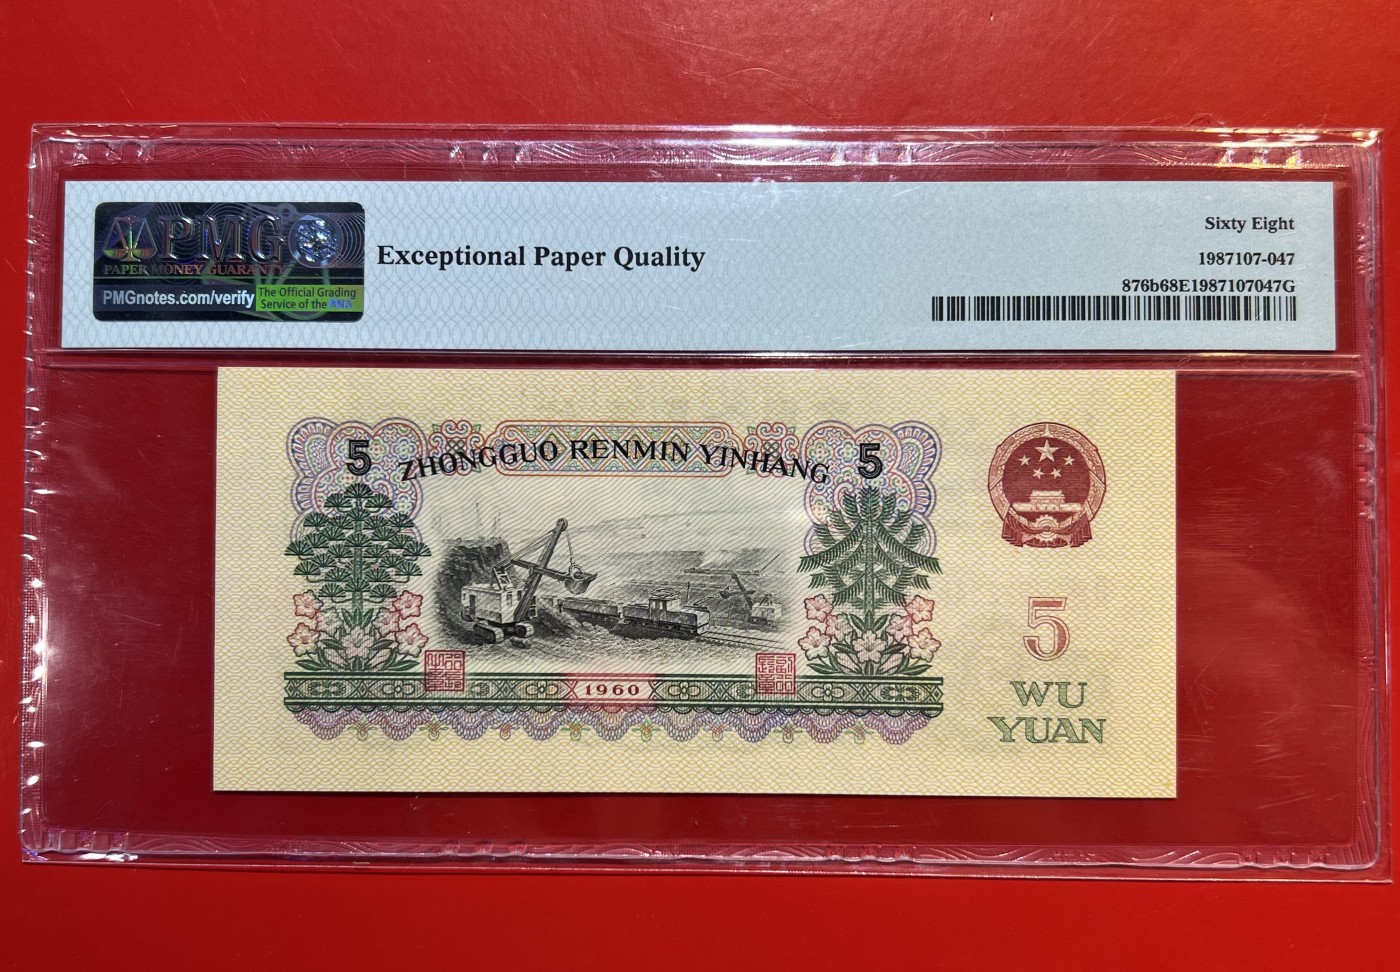 PMG
PAPER MONEY GUARANTY
PMGnotes.com/verify
The Official Grading
Service of the ANA
Exceptional Paper Quality
Sixty Eight
1987107-047
876b68E1987107047G
5 ZHONGGUO RENMIN YINHANG 5
5
WU
YUAN
1960